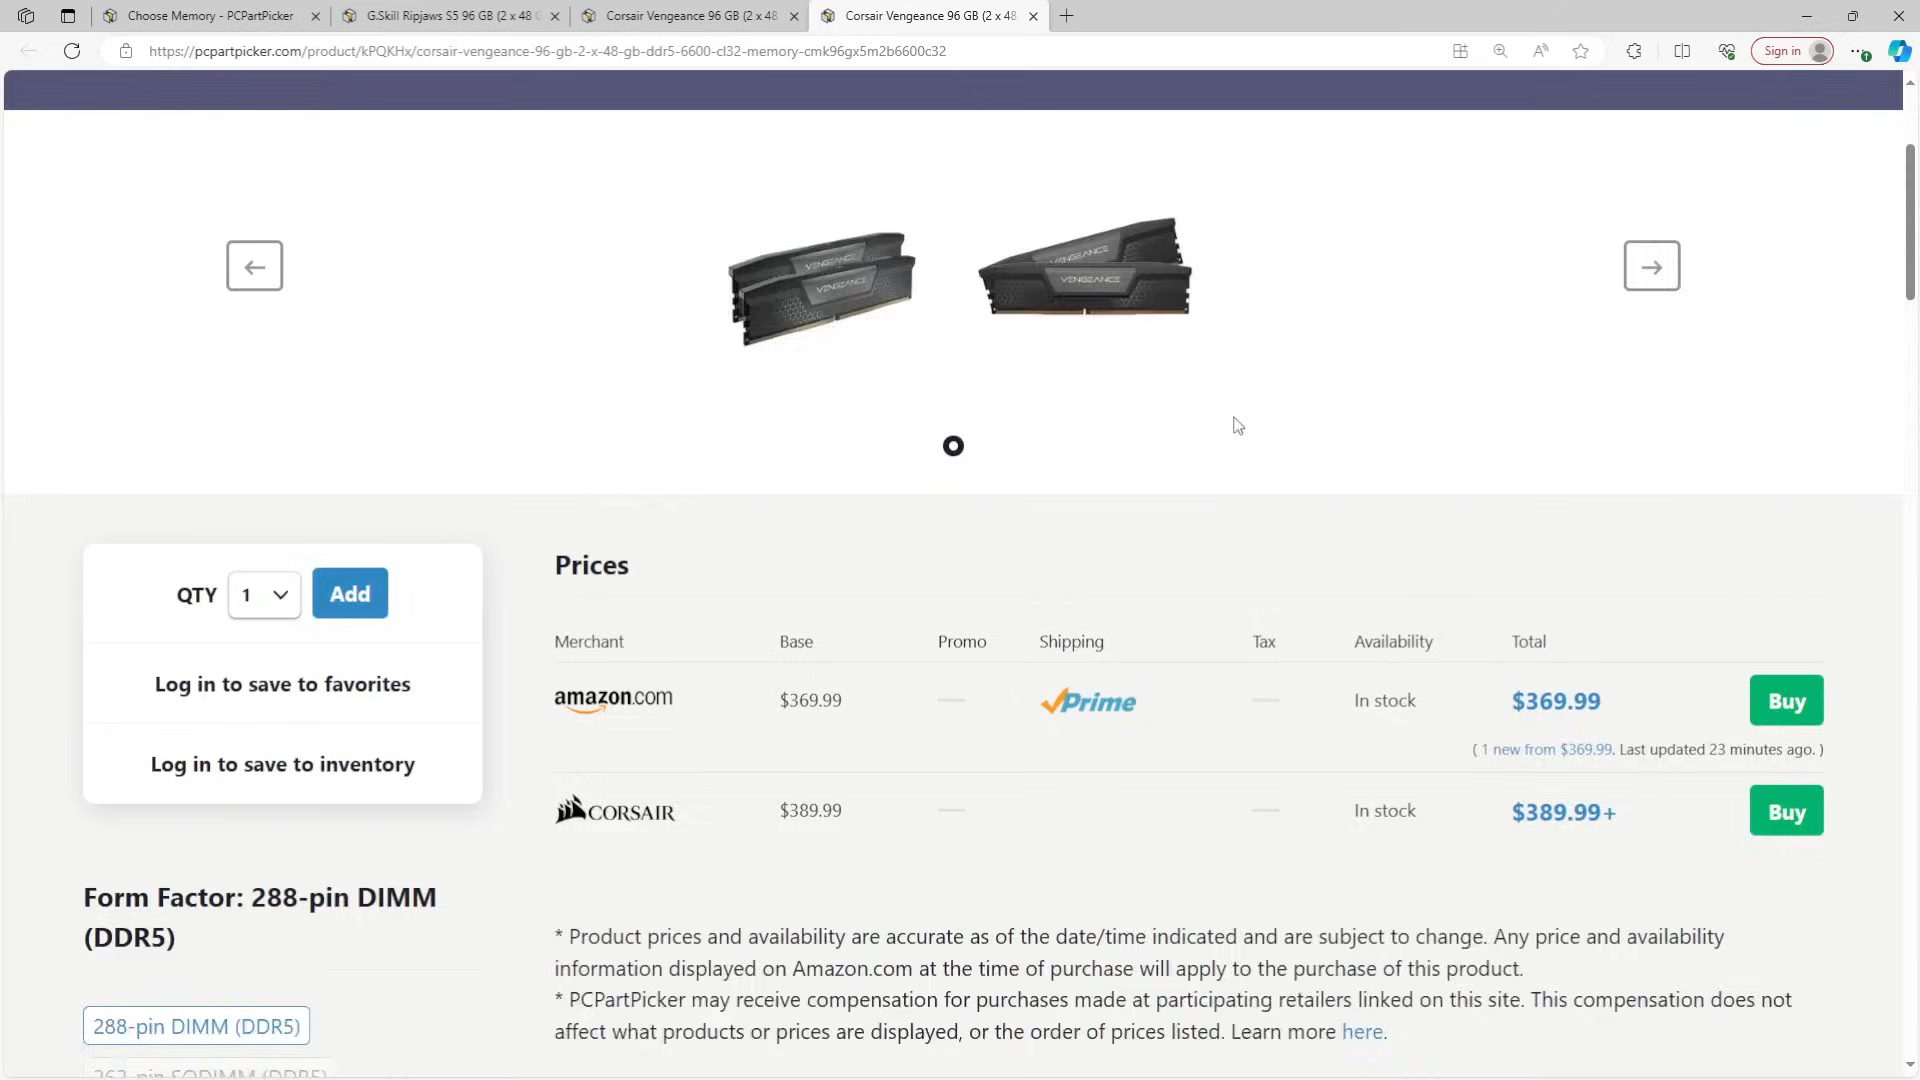 Choose Memory - PCPartPicker
G.Skill Ripjaws S5 96 GB (2 x 48 G
Corsair Vengeance 96 GB (2 x 48
Corsair Vengeance 96 GB (2 x 48
https://pcpartpicker.com/product/kPQKHx/corsair-vengeance-96-gb-2-x-48-gb-ddr5-6600-cl32-memory-cmk96gx5m2b6600c32
Sign in
VENGEANCE
VENGEANCE
VENGEANCE
VENGEANCE
QTY 1 Add
Log in to save to favorites
Log in to save to inventory
Form Factor: 288-pin DIMM
(DDR5)
288-pin DIMM (DDR5)
262-pin SODIMM (DDR5)
Prices
Merchant Base Promo Shipping Tax Availability Total
amazon.com $369.99 — Prime — In stock $369.99 Buy
( 1 new from $369.99. Last updated 23 minutes ago. )
CORSAIR $389.99 — — In stock $389.99+ Buy
* Product prices and availability are accurate as of the date/time indicated and are subject to change. Any price and availability
information displayed on Amazon.com at the time of purchase will apply to the purchase of this product.
* PCPartPicker may receive compensation for purchases made at participating retailers linked on this site. This compensation does not
affect what products or prices are displayed, or the order of prices listed. Learn more here.